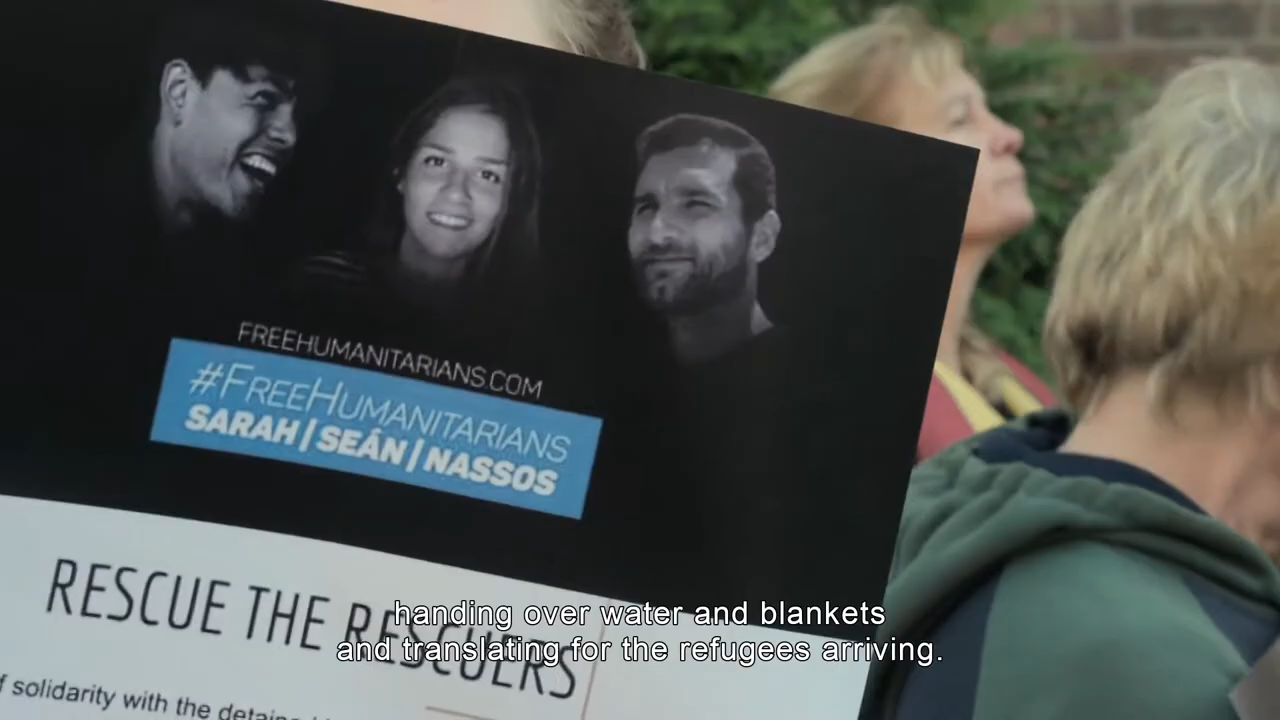 FREEHUMANITARIANS.COM
#FREEHUMANITARIANS
SARAH | SEÁN | NASSOS
RESCUE THE RESCUERS
handing over water and blankets
and translating for the refugees arriving.
solidarity with the